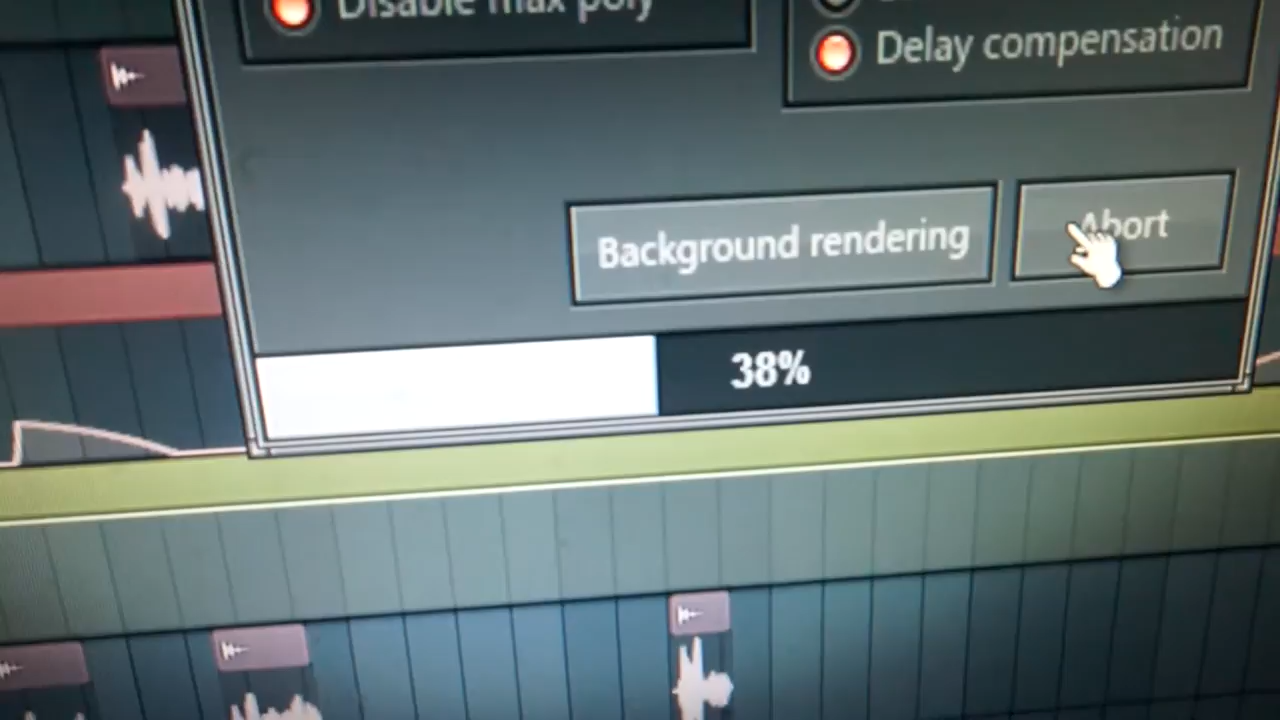 Disable max poly
Delay compensation
Background rendering
Abort
38%